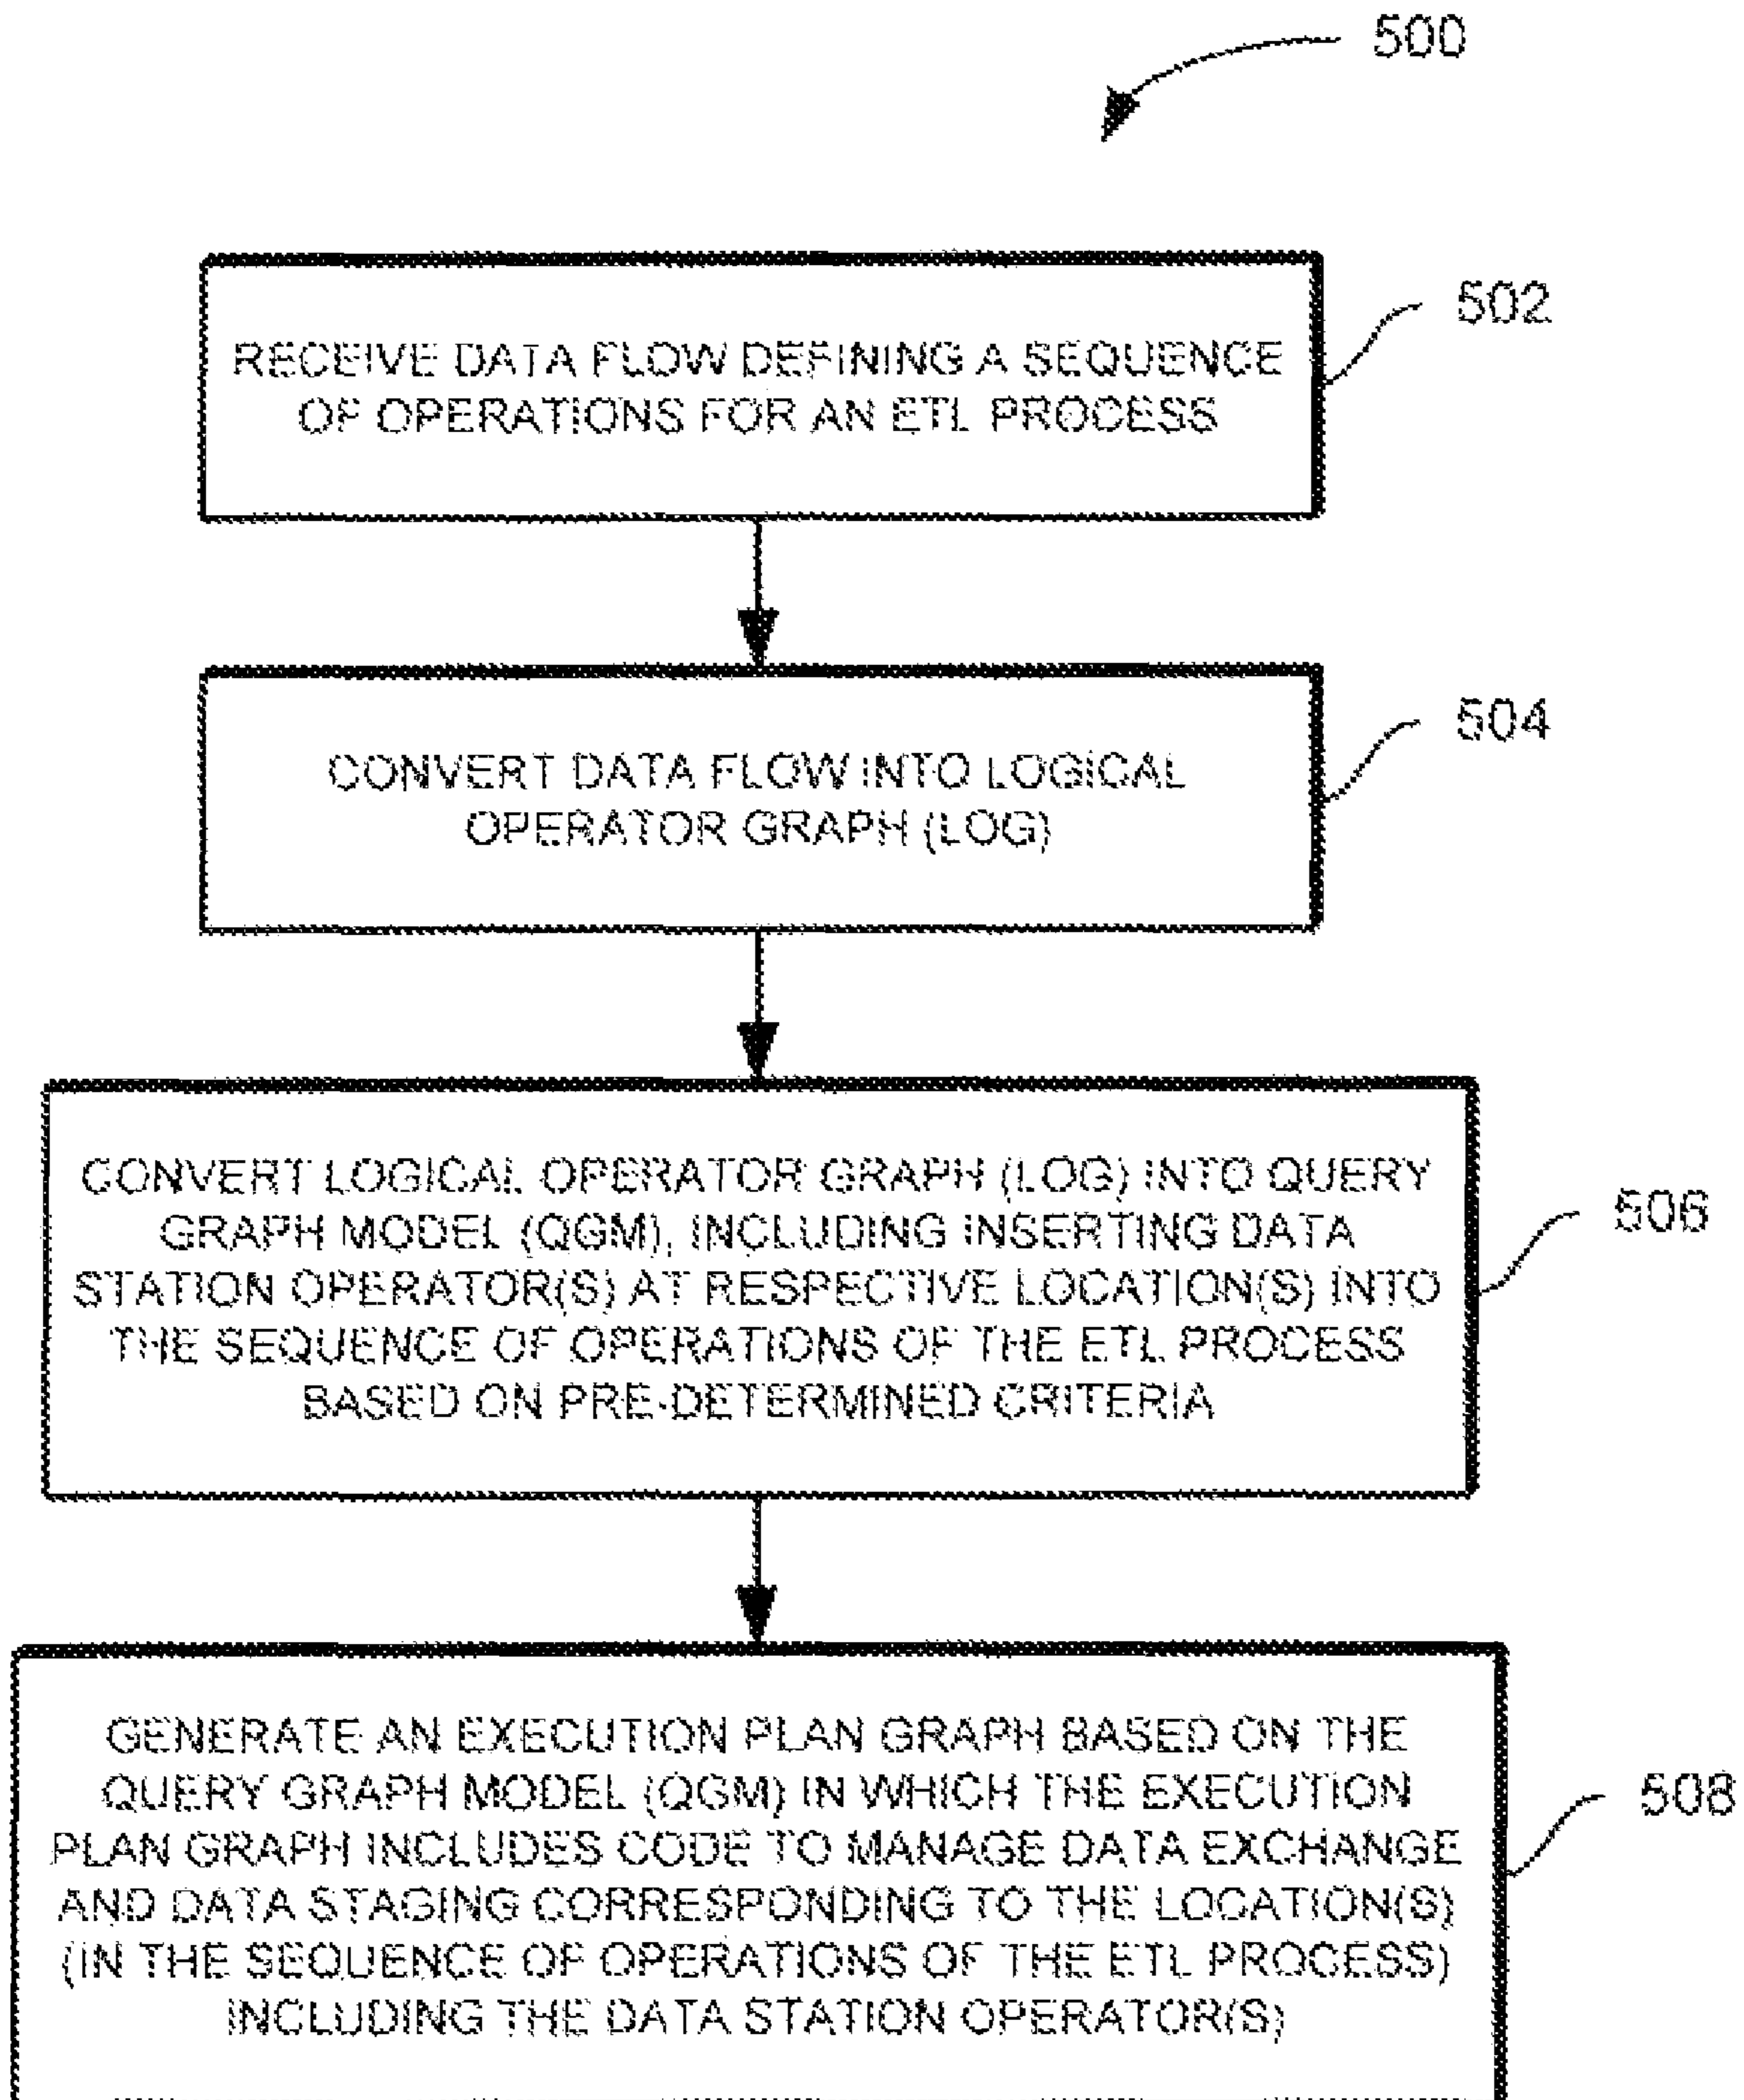 500
RECEIVE DATA FLOW DEFINING A SEQUENCE
OF OPERATIONS FOR AN ETL PROCESS
502
CONVERT DATA FLOW INTO LOGICAL
OPERATOR GRAPH (LOG)
504
CONVERT LOGICAL OPERATOR GRAPH (LOG) INTO QUERY
GRAPH MODEL (QGM), INCLUDING INSERTING DATA
STATION OPERATOR(S) AT RESPECTIVE LOCATION(S) INTO
THE SEQUENCE OF OPERATIONS OF THE ETL PROCESS
BASED ON PRE-DETERMINED CRITERIA
506
GENERATE AN EXECUTION PLAN GRAPH BASED ON THE
QUERY GRAPH MODEL (QGM) IN WHICH THE EXECUTION
PLAN GRAPH INCLUDES CODE TO MANAGE DATA EXCHANGE
AND DATA STAGING CORRESPONDING TO THE LOCATION(S)
(IN THE SEQUENCE OF OPERATIONS OF THE ETL PROCESS)
INCLUDING THE DATA STATION OPERATOR(S)
508